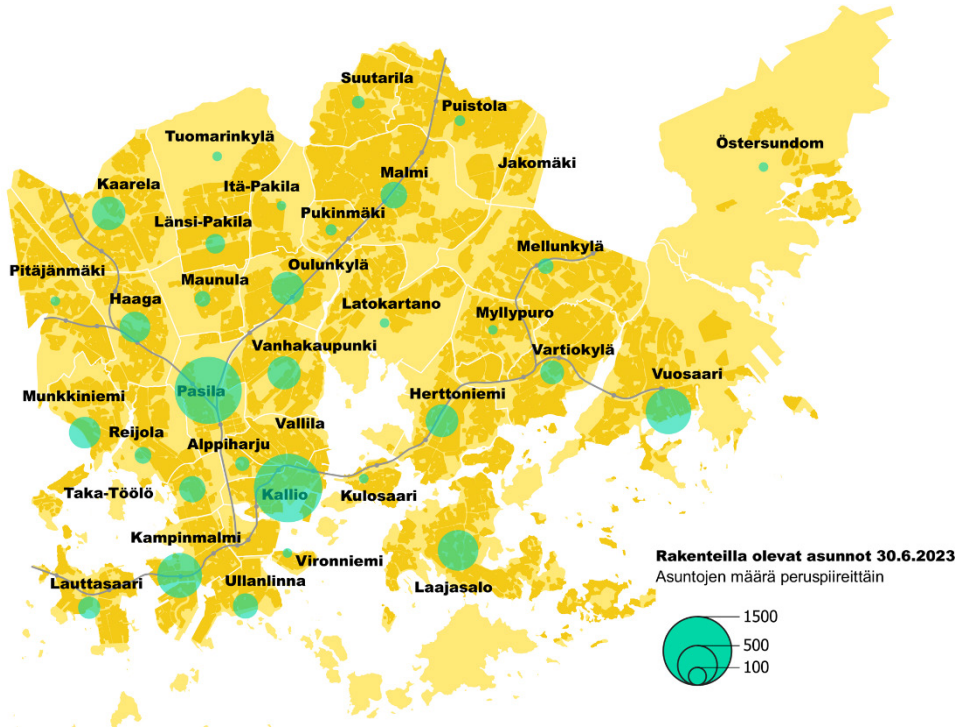 Suutarila
Puistola
Tuomarinkylä
Östersundom
Jakomäki
Malmi
Kaarela
Itä-Pakila
Pukinmäki
Länsi-Pakila
Mellunkylä
Pitäjänmäki
Maunula
Oulunkylä
Haaga
Latokartano
Myllypuro
Vanhakaupunki
Vartiokylä
Vuosaari
Munkkiniemi
Pasila
Herttoniemi
Reijola
Vallila
Alppiharju
Taka-Töölö
Kallio
Kulosaari
Kampinmalmi
Vironniemi
Lauttasaari
Ullanlinna
Laajasalo
Rakenteilla olevat asunnot 30.6.2023
Asuntojen määrä peruspiireittäin
1500
500
100